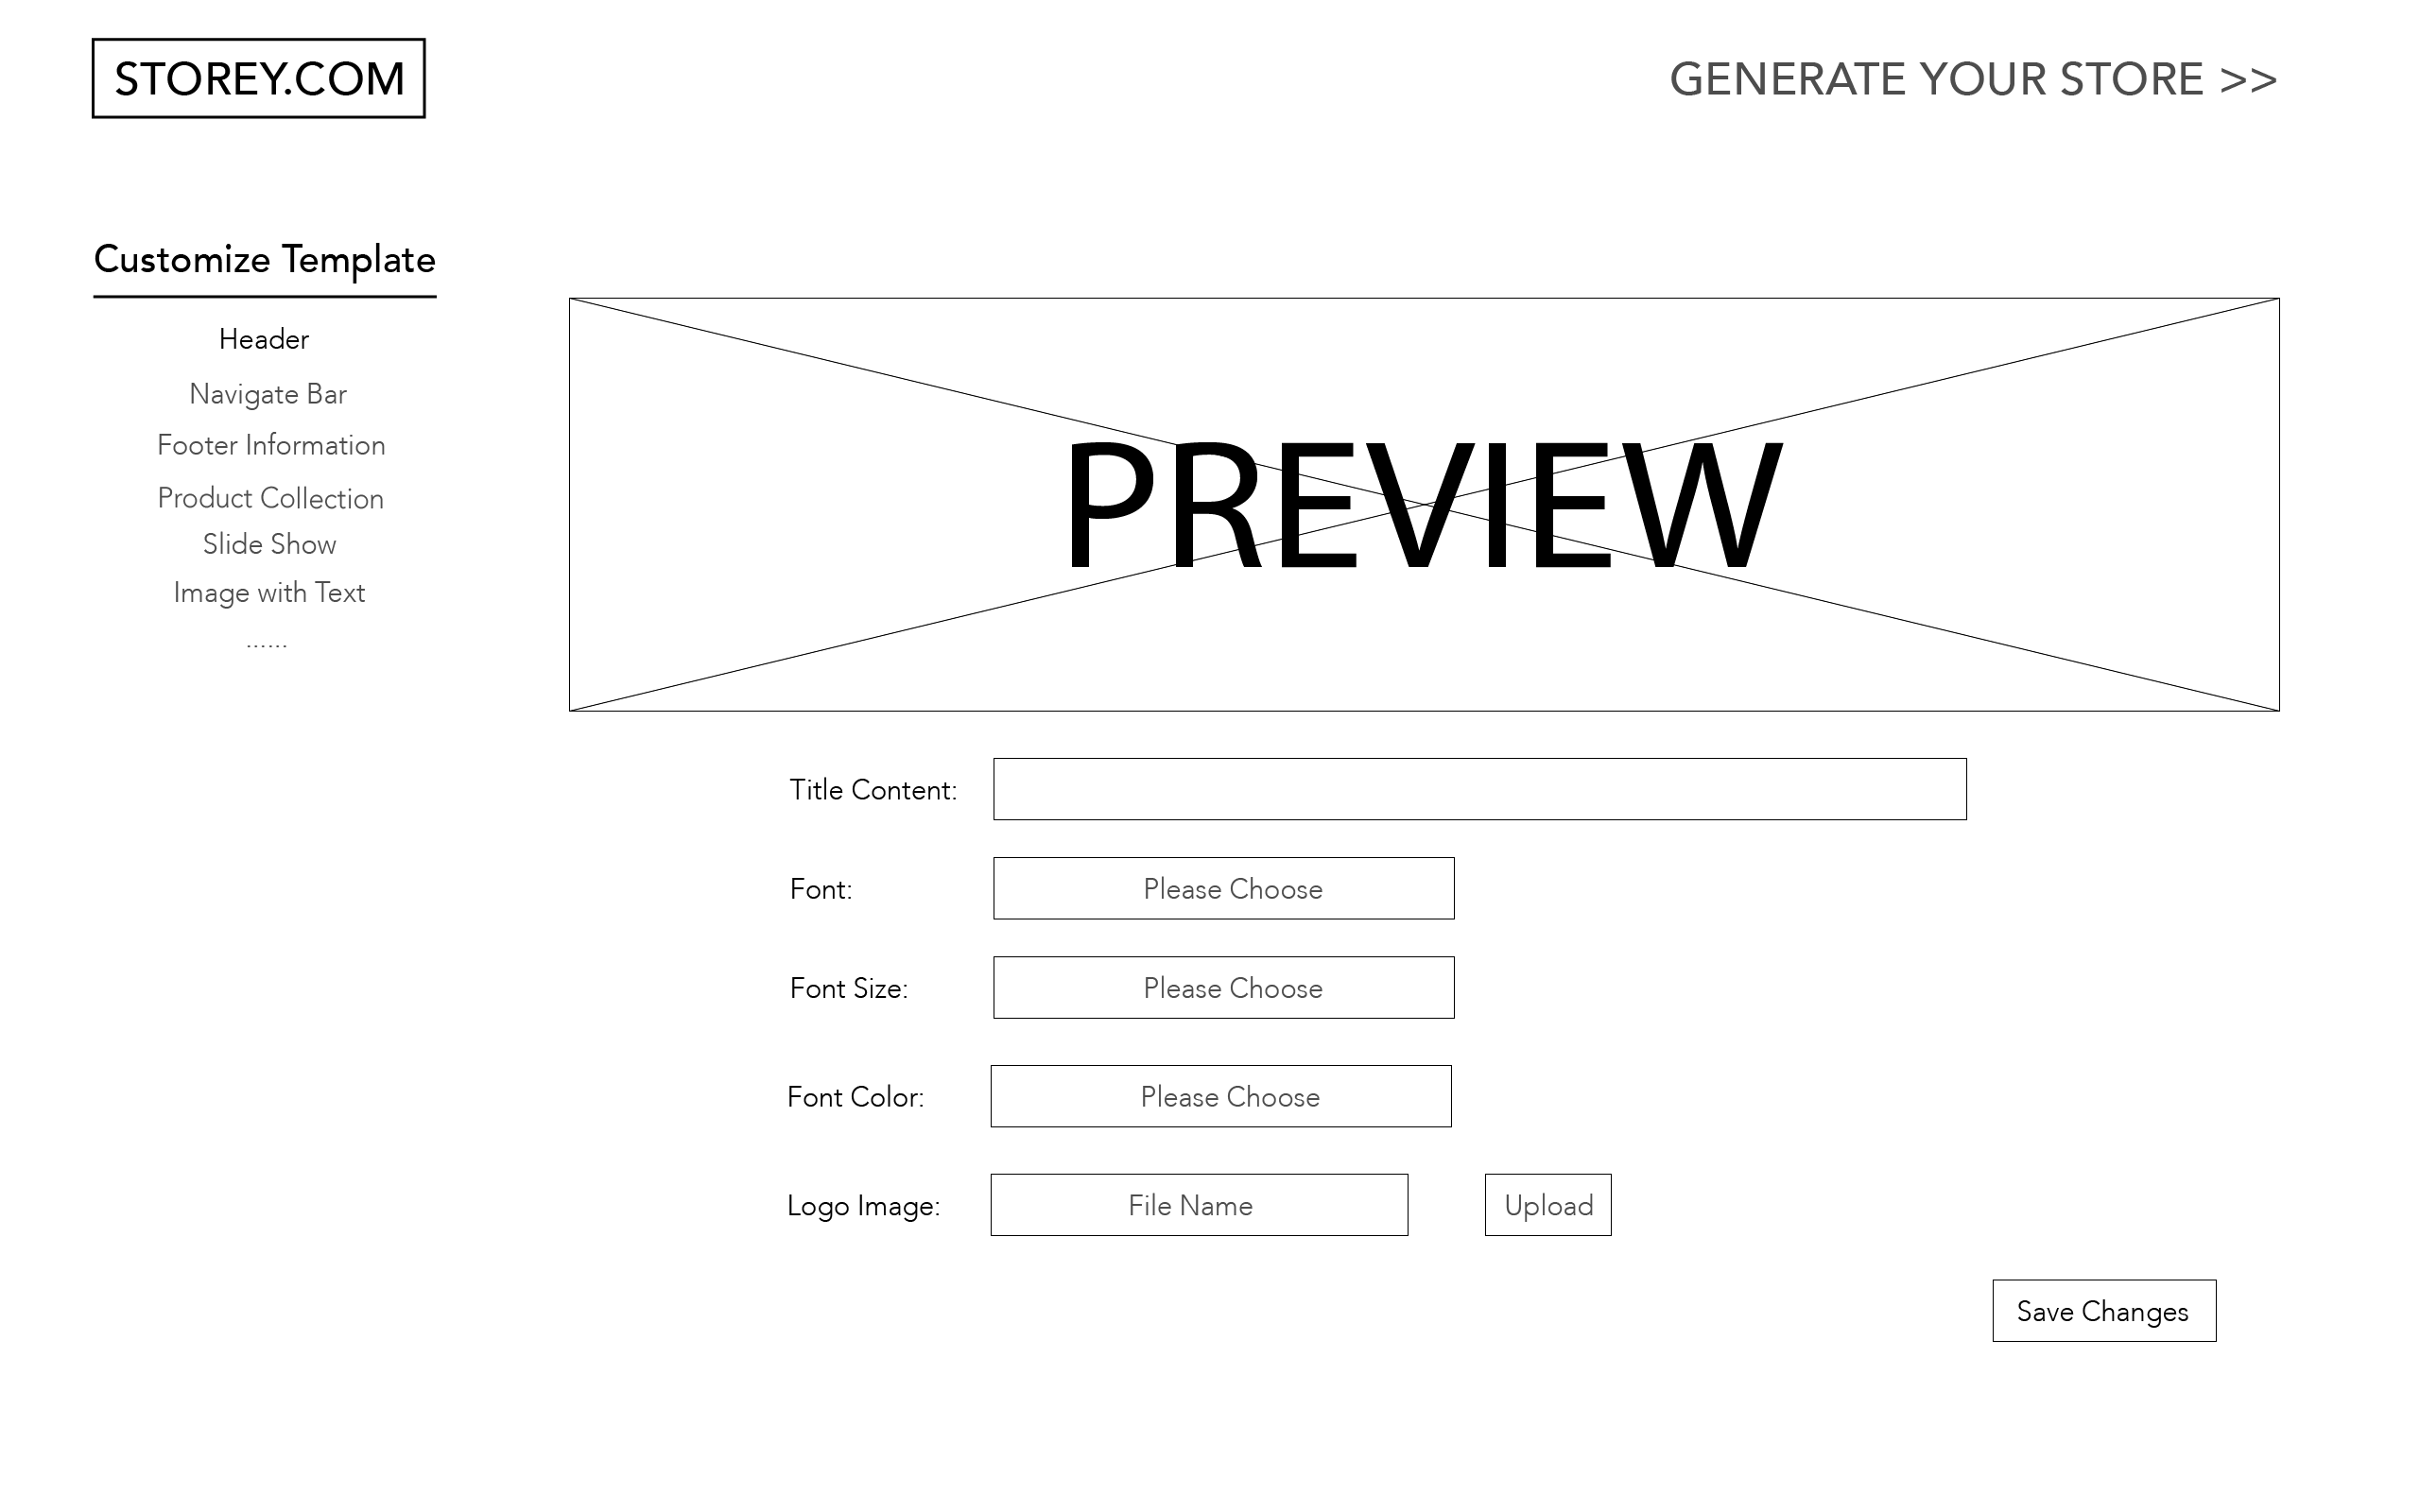 STOREY.COM
GENERATE YOUR STORE >>
Customize Template
Header
Navigate Bar
Footer Information
Product Collection
Slide Show
Image with Text
......
PREVIEW
Title Content:
Font: Please Choose
Font Size: Please Choose
Font Color: Please Choose
Logo Image: File Name Upload
Save Changes